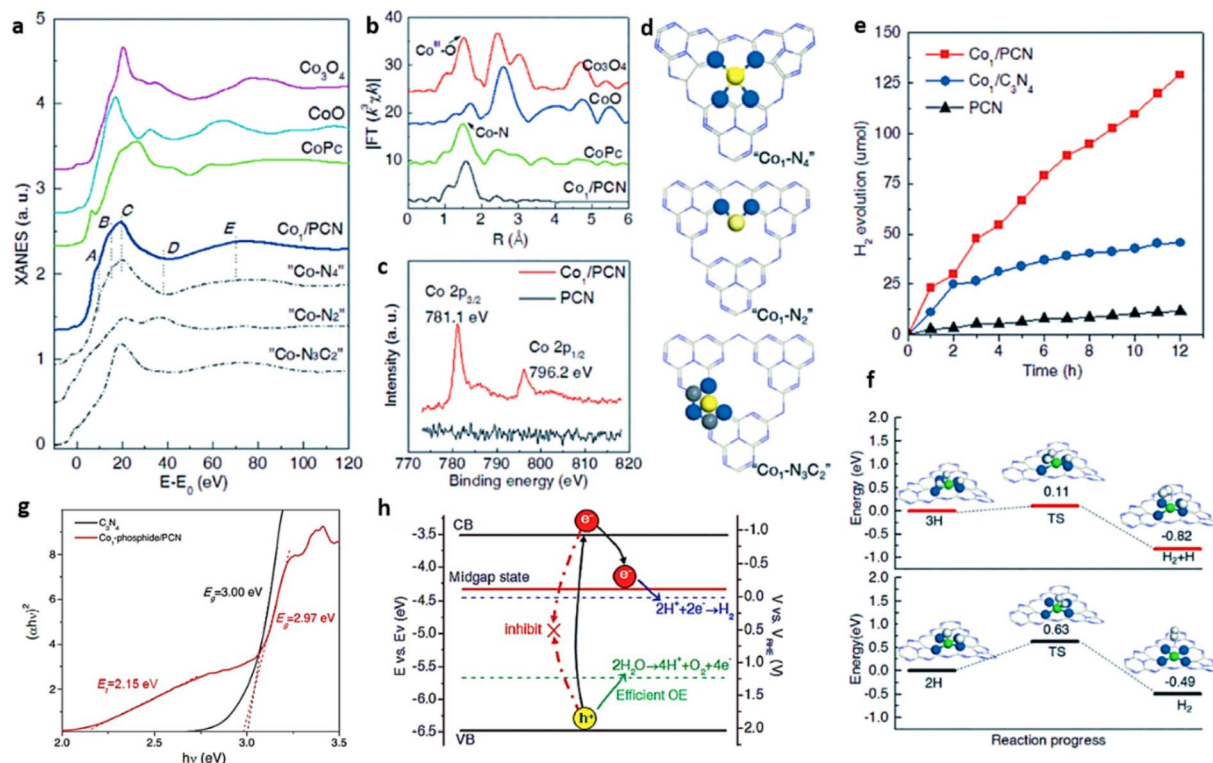 a
XANES (a. u.)
5
4
3
2
1
0
Co3O4
CoO
CoPc
Co1/PCN
A
B
C
D
E
"Co-N4"
"Co-N2"
"Co-N3C2"
0 20 40 60 80 100 120
E-E0 (eV)
b
|FT (k3χ(k)|
40
30
20
10
CoIII-O
Co3O4
CoO
Co-N
CoPc
Co1/PCN
0 1 2 3 4 5 6
R (Å)
c
Intensity (a. u.)
Co1/PCN
PCN
Co 2p3/2
781.1 eV
Co 2p1/2
796.2 eV
770 780 790 800 810 820
Binding energy (eV)
d
"Co1-N4"
"Co1-N2"
"Co1-N3C2"
e
H2 evolution (umol)
150
125
100
75
50
25
0
Co1/PCN
Co1/C3N4
PCN
0 2 4 6 8 10 12
Time (h)
f
Energy (eV)
2.0
1.5
1.0
0.5
0.0
-0.5
-1.0
3H
0.11
TS
-0.82
H2+H
Energy(eV)
2.0
1.5
1.0
0.5
0.0
-0.5
-1.0
2H
0.63
TS
-0.49
H2
Reaction progress
g
(αhν)2
8
6
4
2
C3N4
Co1-phosphide/PCN
Eg=3.00 eV
Eg=2.97 eV
Ef=2.15 eV
2.0 2.5 3.0 3.5
hν (eV)
h
E vs. Ev (eV)
-3.5
-4.0
-4.5
-5.0
-5.5
-6.0
-6.5
CB
e-
Midgap state
e-
2H++2e-→H2
inhibit
2H2O→4H++O2+4e-
Efficient OE
h+
VB
-1.0
-0.5
0.0
0.5
1.0
1.5
2.0
V vs. VRHE (V)